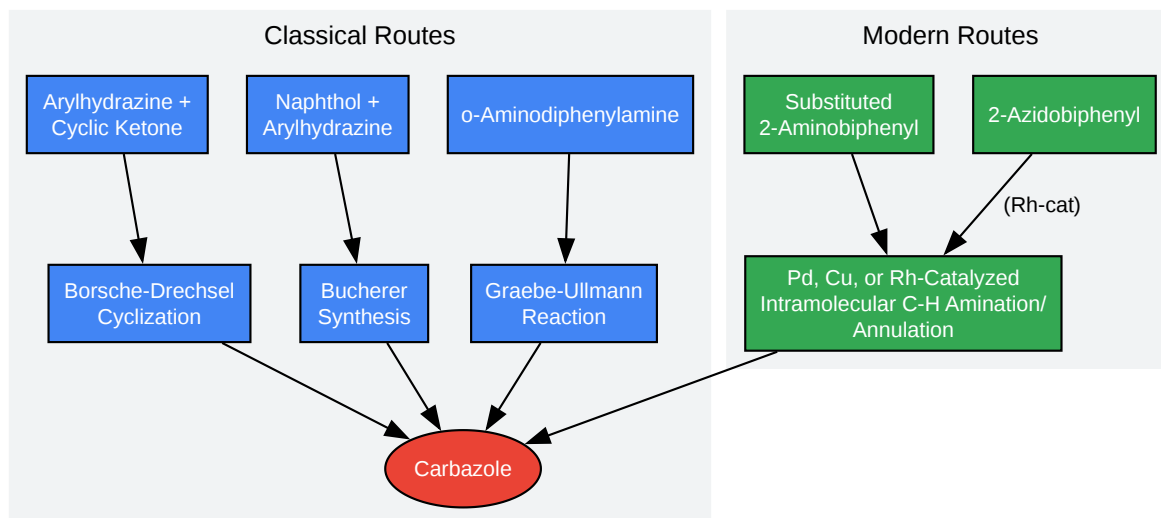 Classical Routes
Modern Routes
Arylhydrazine +
Cyclic Ketone
Naphthol +
Arylhydrazine
o-Aminodiphenylamine
Substituted
2-Aminobiphenyl
2-Azidobiphenyl
(Rh-cat)
Borsche-Drechsel
Cyclization
Bucherer
Synthesis
Graebe-Ullmann
Reaction
Pd, Cu, or Rh-Catalyzed
Intramolecular C-H Amination/
Annulation
Carbazole